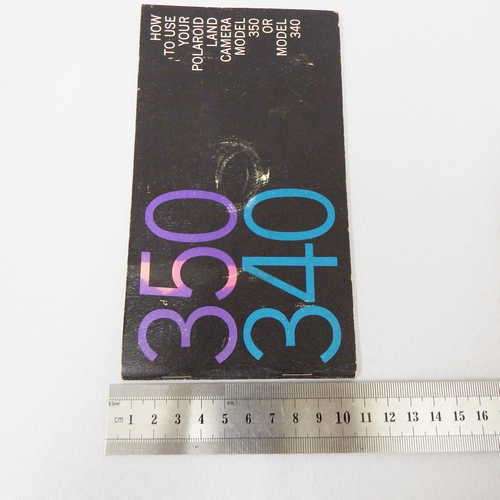 HOW
TO USE
YOUR
POLAROID
LAND
CAMERA
MODEL
350
OR
MODEL
340
350
340
cm 1 2 3 4 5 6 7 8 9 10 11 12 13 14 15 16